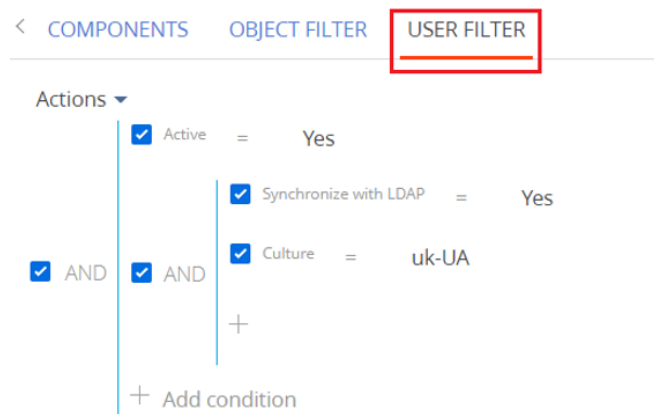 COMPONENTS OBJECT FILTER USER FILTER
Actions
Active = Yes
Synchronize with LDAP = Yes
Culture = uk-UA
AND AND
+
+ Add condition